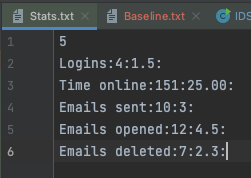 Stats.txt Baseline.txt IDS
1 5
2 Logins:4:1.5:
3 Time online:151:25.00:
4 Emails sent:10:3:
5 Emails opened:12:4.5:
6 Emails deleted:7:2.3: